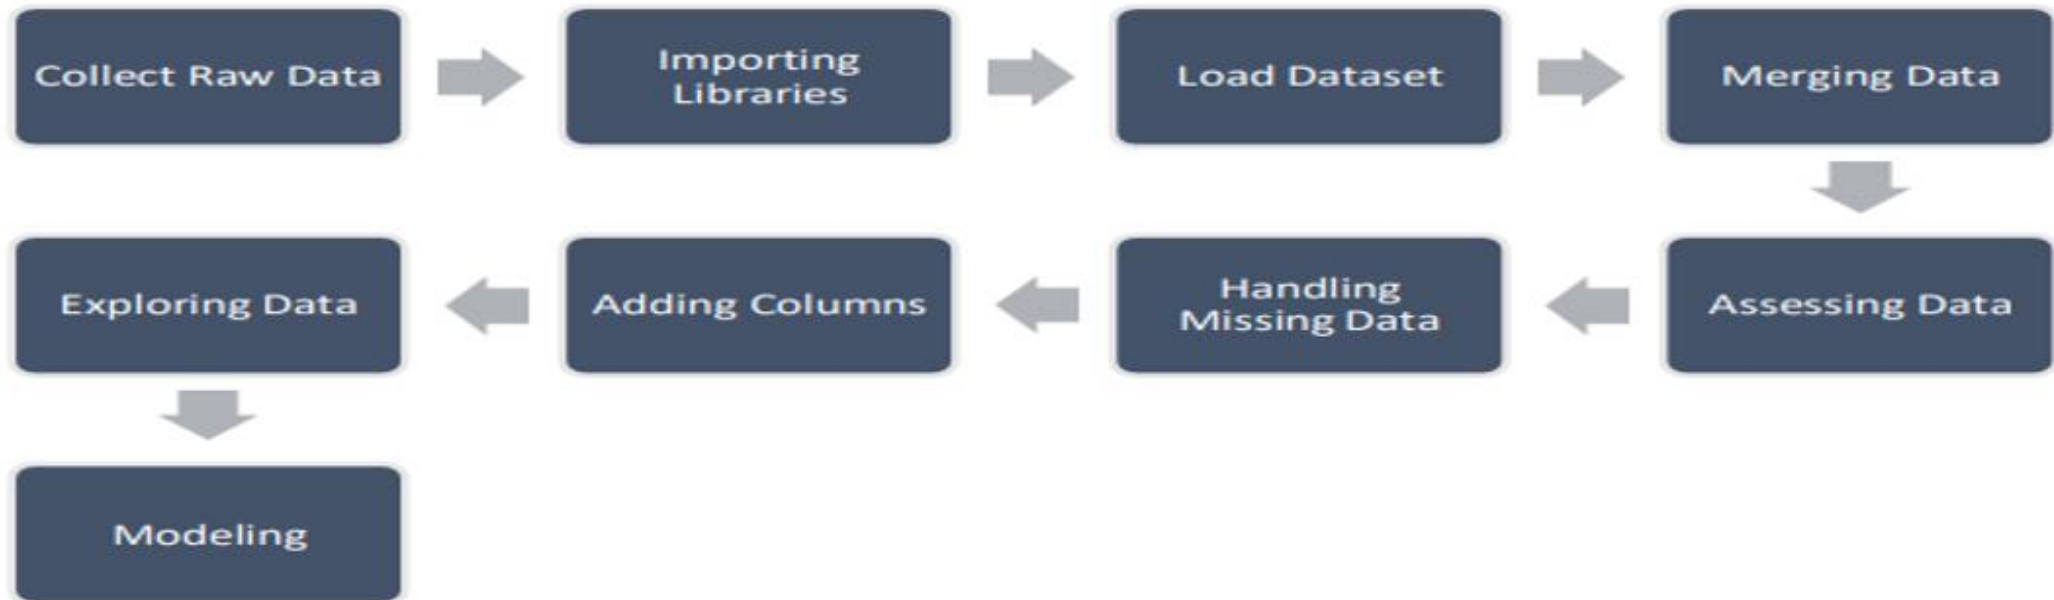 Collect Raw Data
Importing
Libraries
Load Dataset
Merging Data
Assessing Data
Handling
Missing Data
Adding Columns
Exploring Data
Modeling